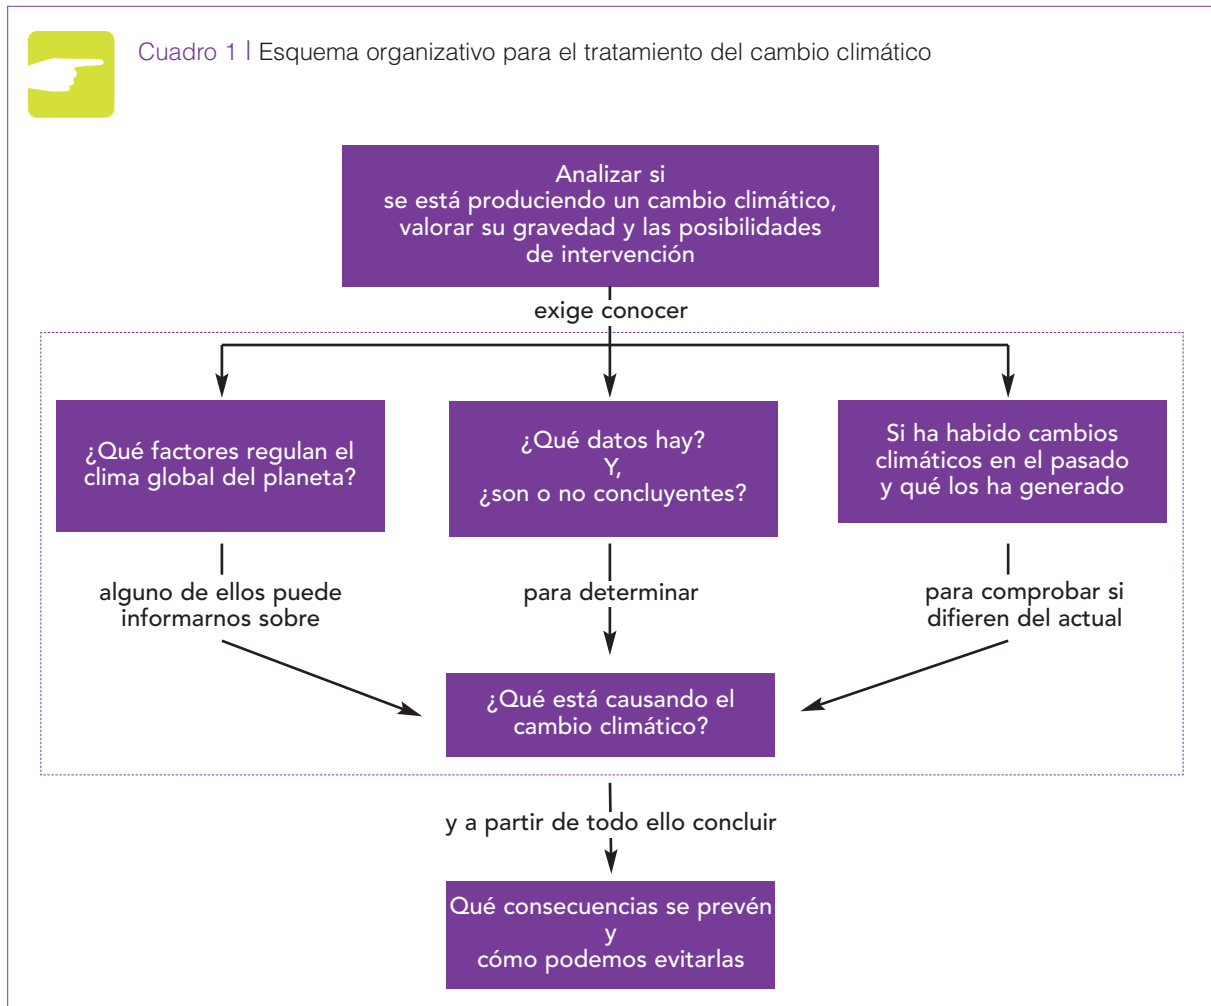 Cuadro 1 | Esquema organizativo para el tratamiento del cambio climático
Analizar si
se está produciendo un cambio climático,
valorar su gravedad y las posibilidades
de intervención
exige conocer
¿Qué factores regulan el
clima global del planeta?
¿Qué datos hay?
Y,
¿son o no concluyentes?
Si ha habido cambios
climáticos en el pasado
y qué los ha generado
alguno de ellos puede
informarnos sobre
para determinar
para comprobar si
difieren del actual
¿Qué está causando el
cambio climático?
y a partir de todo ello concluir
Qué consecuencias se prevén
y
cómo podemos evitarlas